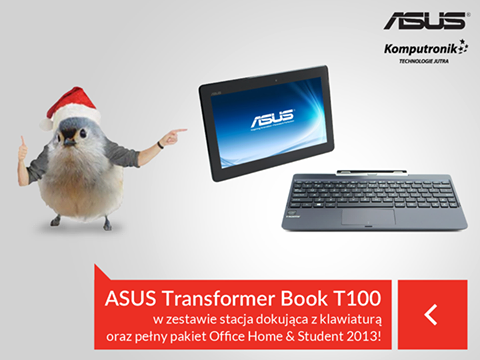 ASUS
Komputronik
TECHNOLOGIE JUTRA
ASUS
ASUS
ASUS Transformer Book T100
w zestawie stacja dokująca z klawiaturą
oraz pełny pakiet Office Home & Student 2013!